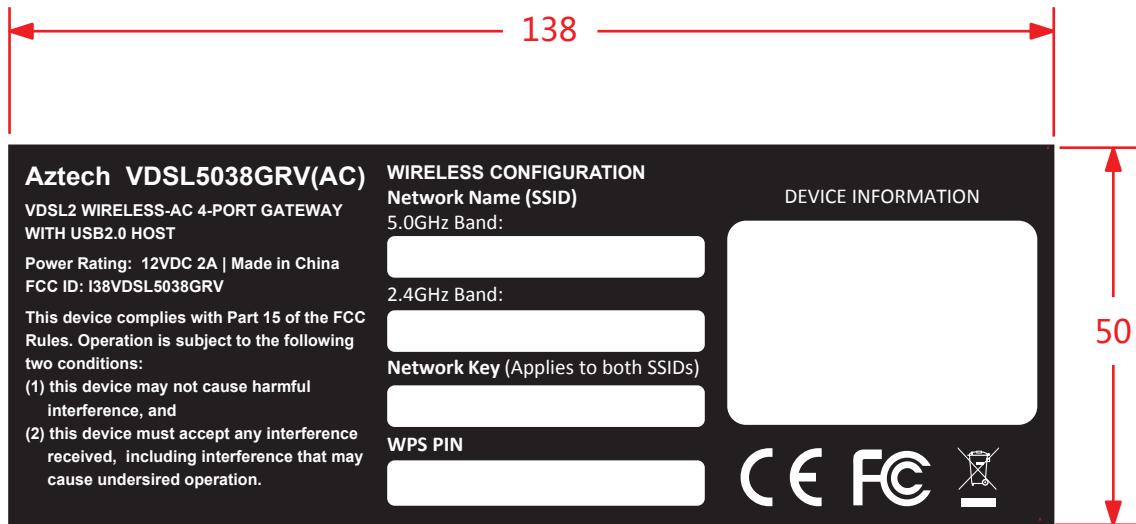 138
Aztech VDSL5038GRV(AC)
VDSL2 WIRELESS-AC 4-PORT GATEWAY
WITH USB2.0 HOST
Power Rating: 12VDC 2A | Made in China
FCC ID: I38VDSL5038GRV
This device complies with Part 15 of the FCC
Rules. Operation is subject to the following
two conditions:
(1) this device may not cause harmful
interference, and
(2) this device must accept any interference
received, including interference that may
cause undersired operation.
WIRELESS CONFIGURATION
Network Name (SSID)
5.0GHz Band:
2.4GHz Band:
Network Key (Applies to both SSIDs)
WPS PIN
DEVICE INFORMATION
CE FC
50